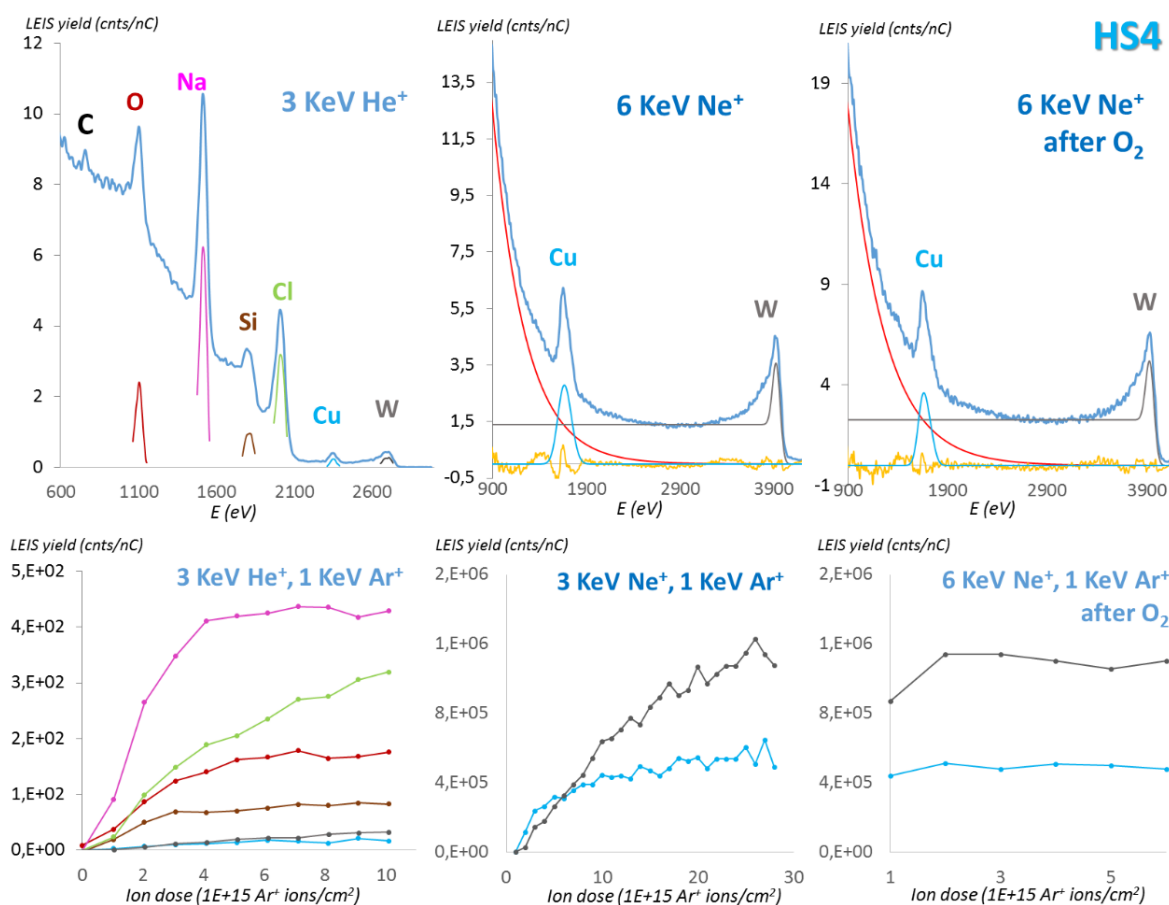 LEIS yield (cnts/nC)
12
10
8
6
4
2
0
C
O
Na
Si
Cl
Cu
W
3 KeV He⁺
600
1100
1600
2100
2600
E (eV)
LEIS yield (cnts/nC)
13,5
11,5
9,5
7,5
5,5
3,5
1,5
-0,5
6 KeV Ne⁺
Cu
W
900
1900
2900
3900
E (eV)
LEIS yield (cnts/nC)
HS4
19
14
9
4
-1
6 KeV Ne⁺
after O₂
Cu
W
900
1900
2900
3900
E (eV)
LEIS yield (cnts/nC)
5,E+02
4,E+02
3,E+02
2,E+02
1,E+02
0,E+00
3 KeV He⁺, 1 KeV Ar⁺
0
2
4
6
8
10
Ion dose (1E+15 Ar⁺ ions/cm²)
LEIS yield (cnts/nC)
2,E+06
1,E+06
8,E+05
4,E+05
0,E+00
3 KeV Ne⁺, 1 KeV Ar⁺
0
10
20
30
Ion dose (1E+15 Ar⁺ ions/cm²)
LEIS yield (cnts/nC)
2,E+06
1,E+06
8,E+05
4,E+05
0,E+00
6 KeV Ne⁺, 1 KeV Ar⁺
after O₂
1
3
5
Ion dose (1E+15 Ar⁺ ions/cm²)